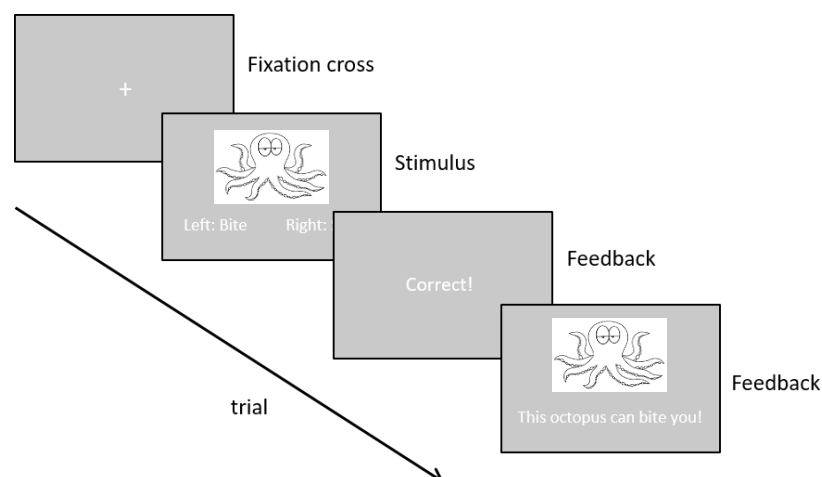 +
Fixation cross
Stimulus
Left: Bite Right:
Correct!
Feedback
This octopus can bite you!
Feedback
trial